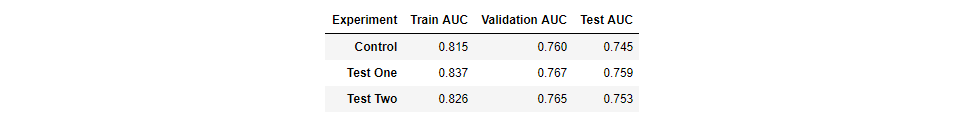 Experiment Train AUC Validation AUC Test AUC
Control 0.815 0.760 0.745
Test One 0.837 0.767 0.759
Test Two 0.826 0.765 0.753